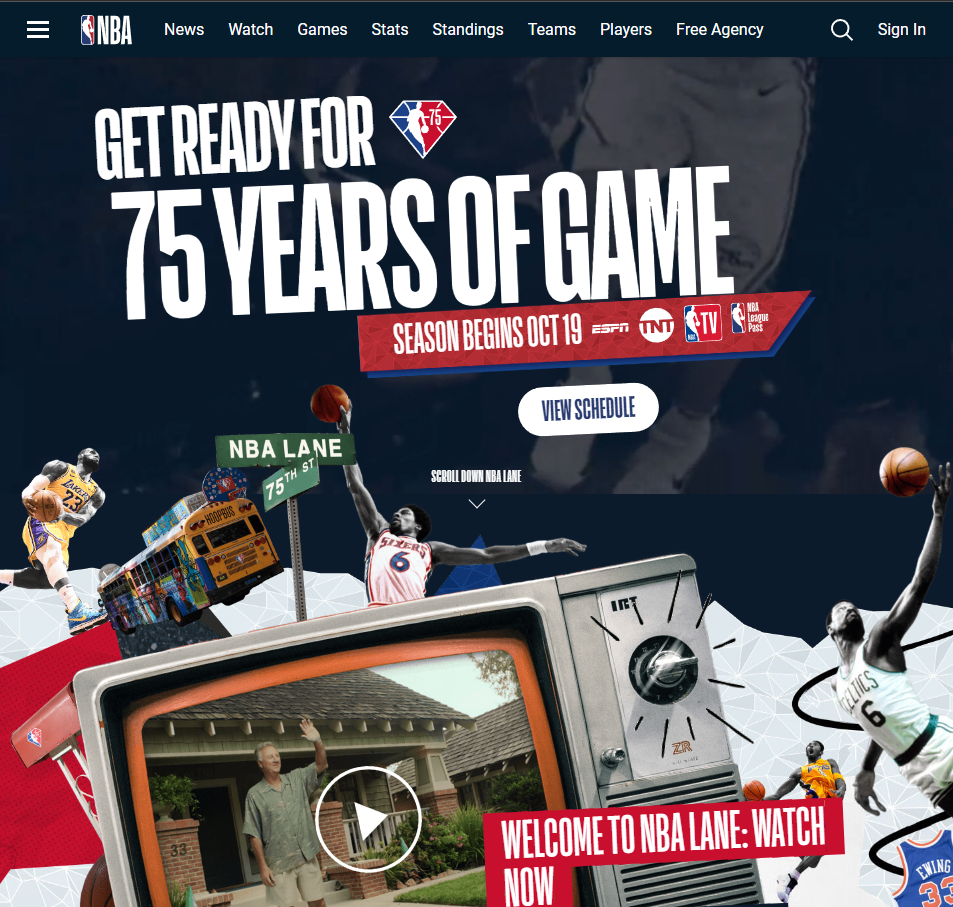 NBA
News
Watch
Games
Stats
Standings
Teams
Players
Free Agency
Sign In
GET READY FOR
75
75 YEARS OF GAME
SEASON BEGINS OCT 19
ESPN
TNT
NBA TV
NBA
League
Pass
VIEW SCHEDULE
NBA LANE
75TH ST
SCROLL DOWN NBA LANE
LAKERS
23
HOOPBUS
SIXERS
6
CELTICS
6
33
WELCOME TO NBA LANE: WATCH
NOW
EWING
33